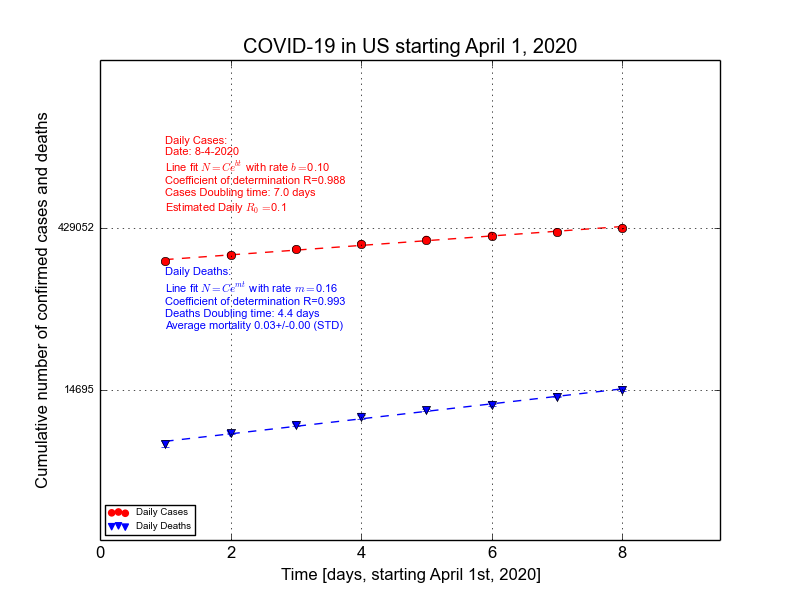 COVID-19 in US starting April 1, 2020
Cumulative number of confirmed cases and deaths
Daily Cases:
Date: 8-4-2020
Line fit N=Ce^{bt} with rate b=0.10
Coefficient of determination R=0.988
Cases Doubling time: 7.0 days
Estimated Daily R_0=0.1
429052
Daily Deaths:
Line fit N=Ce^{mt} with rate m=0.16
Coefficient of determination R=0.993
Deaths Doubling time: 4.4 days
Average mortality 0.03+/-0.00 (STD)
14695
Daily Cases
Daily Deaths
0 2 4 6 8
Time [days, starting April 1st, 2020]